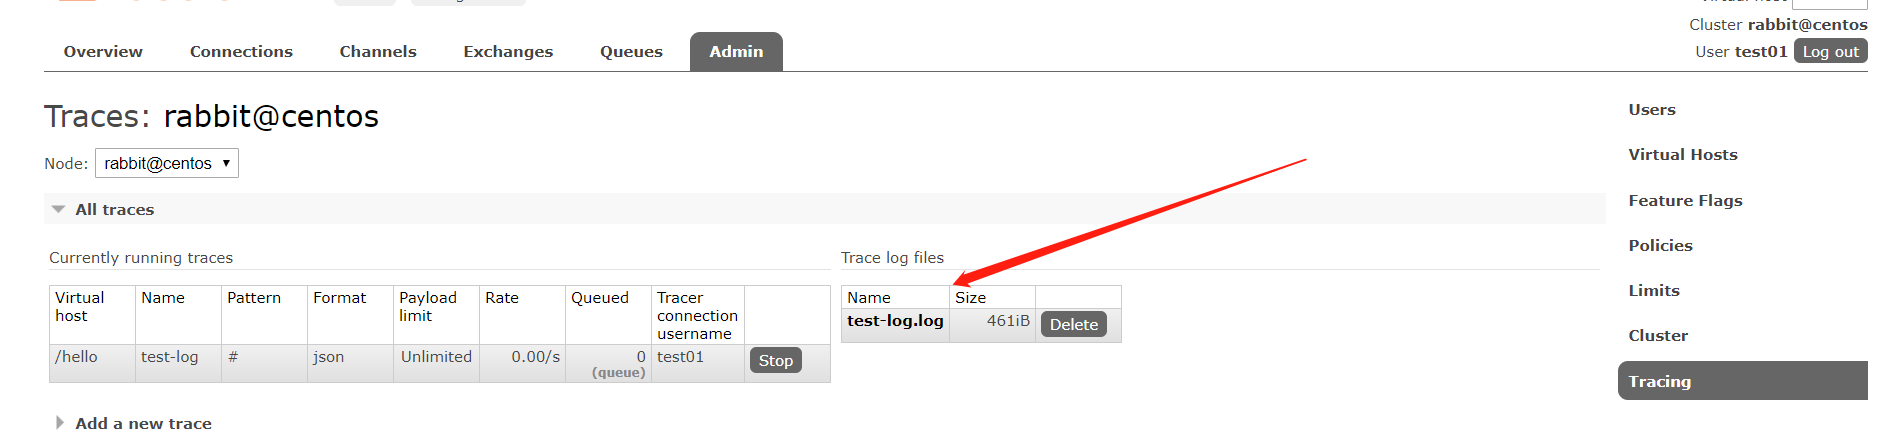 Cluster rabbit@centos
Overview Connections Channels Exchanges Queues Admin
User test01 Log out
Traces: rabbit@centos
Node: rabbit@centos
All traces
Currently running traces
Virtual host Name Pattern Format Payload limit Rate Queued Tracer connection username
/hello test-log # json Unlimited 0.00/s 0 (queue) test01 Stop
Trace log files
Name Size
test-log.log 461iB Delete
Add a new trace
Users
Virtual Hosts
Feature Flags
Policies
Limits
Cluster
Tracing